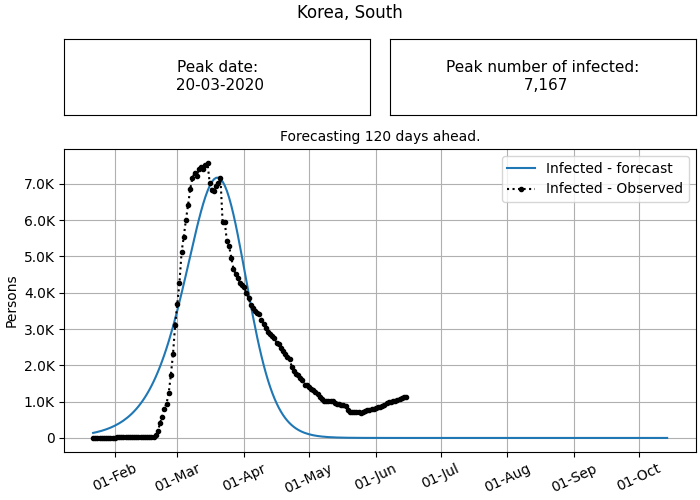 Korea, South
Peak date:
20-03-2020
Peak number of infected:
7,167
Forecasting 120 days ahead.
Infected - forecast
Infected - Observed
Persons
7.0K
6.0K
5.0K
4.0K
3.0K
2.0K
1.0K
0
01-Feb
01-Mar
01-Apr
01-May
01-Jun
01-Jul
01-Aug
01-Sep
01-Oct